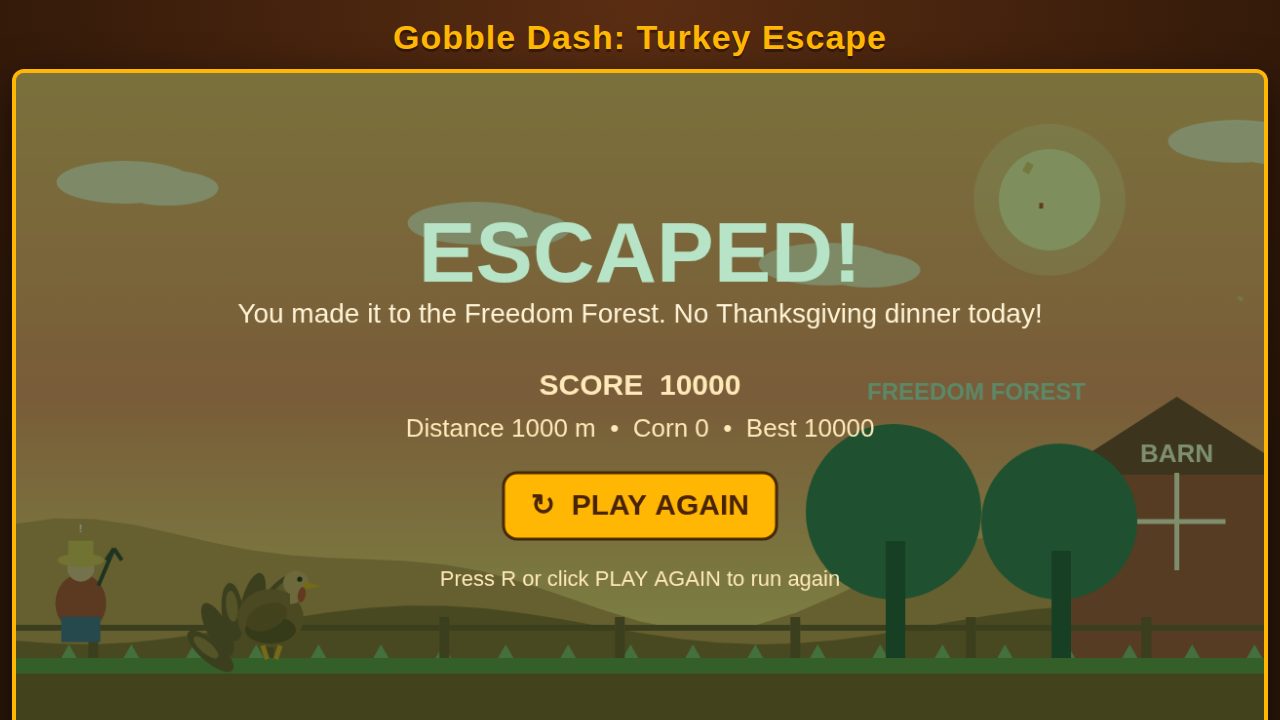 Gobble Dash: Turkey Escape
ESCAPED!
You made it to the Freedom Forest. No Thanksgiving dinner today!
SCORE 10000
FREEDOM FOREST
Distance 1000 m • Corn 0 • Best 10000
BARN
↻ PLAY AGAIN
!
Press R or click PLAY AGAIN to run again